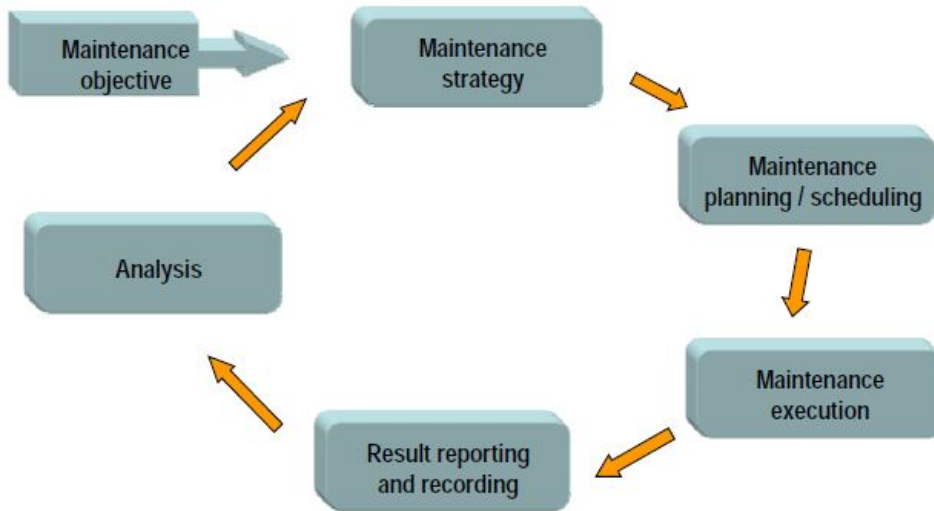 Maintenance
objective
Maintenance
strategy
Maintenance
planning / scheduling
Maintenance
execution
Result reporting
and recording
Analysis